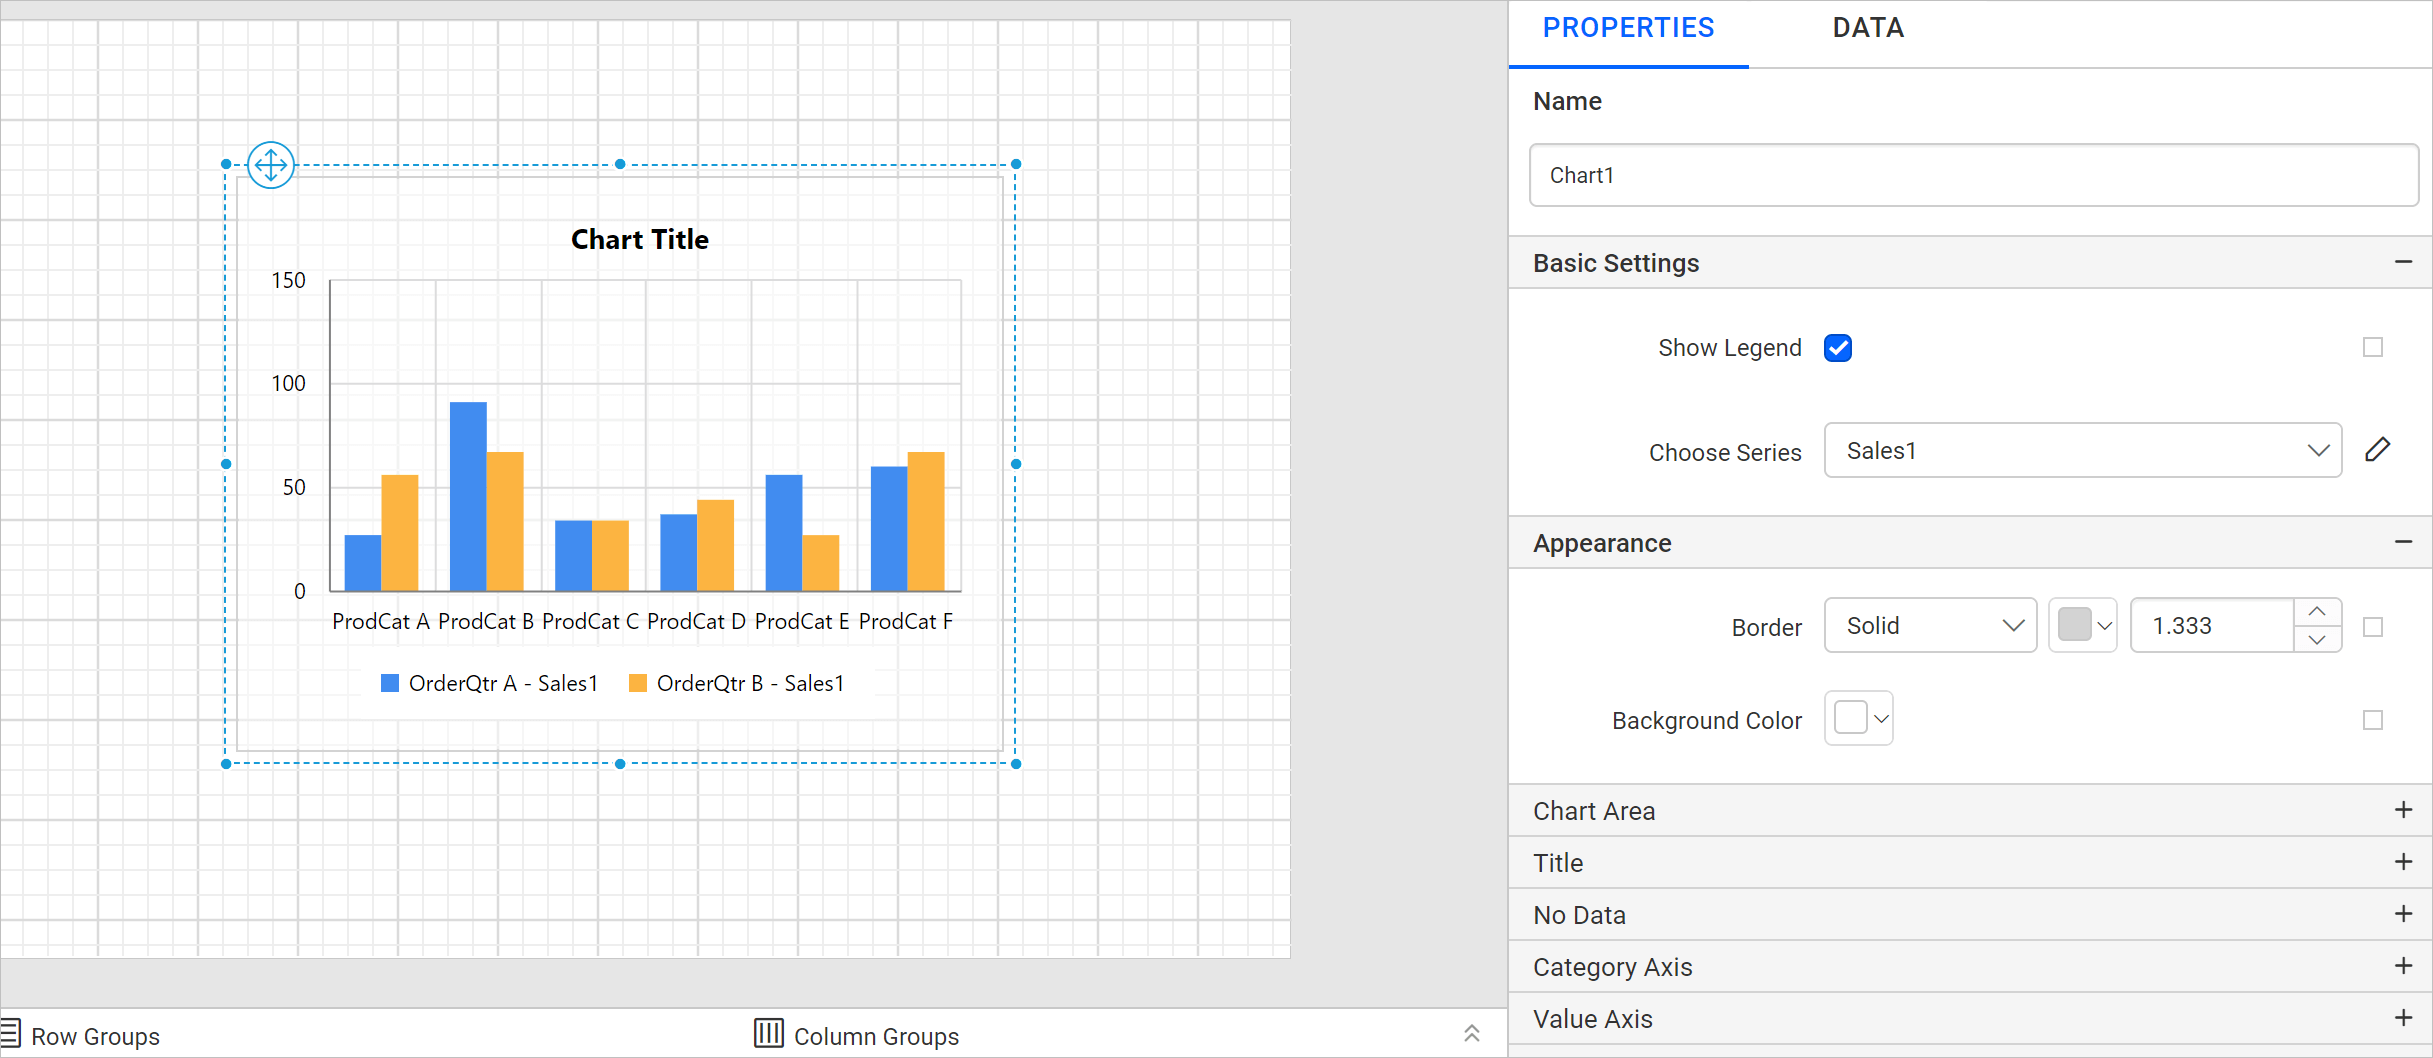 Chart Title
150
100
50
0
ProdCat A ProdCat B ProdCat C ProdCat D ProdCat E ProdCat F
OrderQtr A - Sales1 OrderQtr B - Sales1
Row Groups
Column Groups
PROPERTIES DATA
Name
Chart1
Basic Settings
Show Legend
Choose Series Sales1
Appearance
Border Solid 1.333
Background Color
Chart Area
Title
No Data
Category Axis
Value Axis